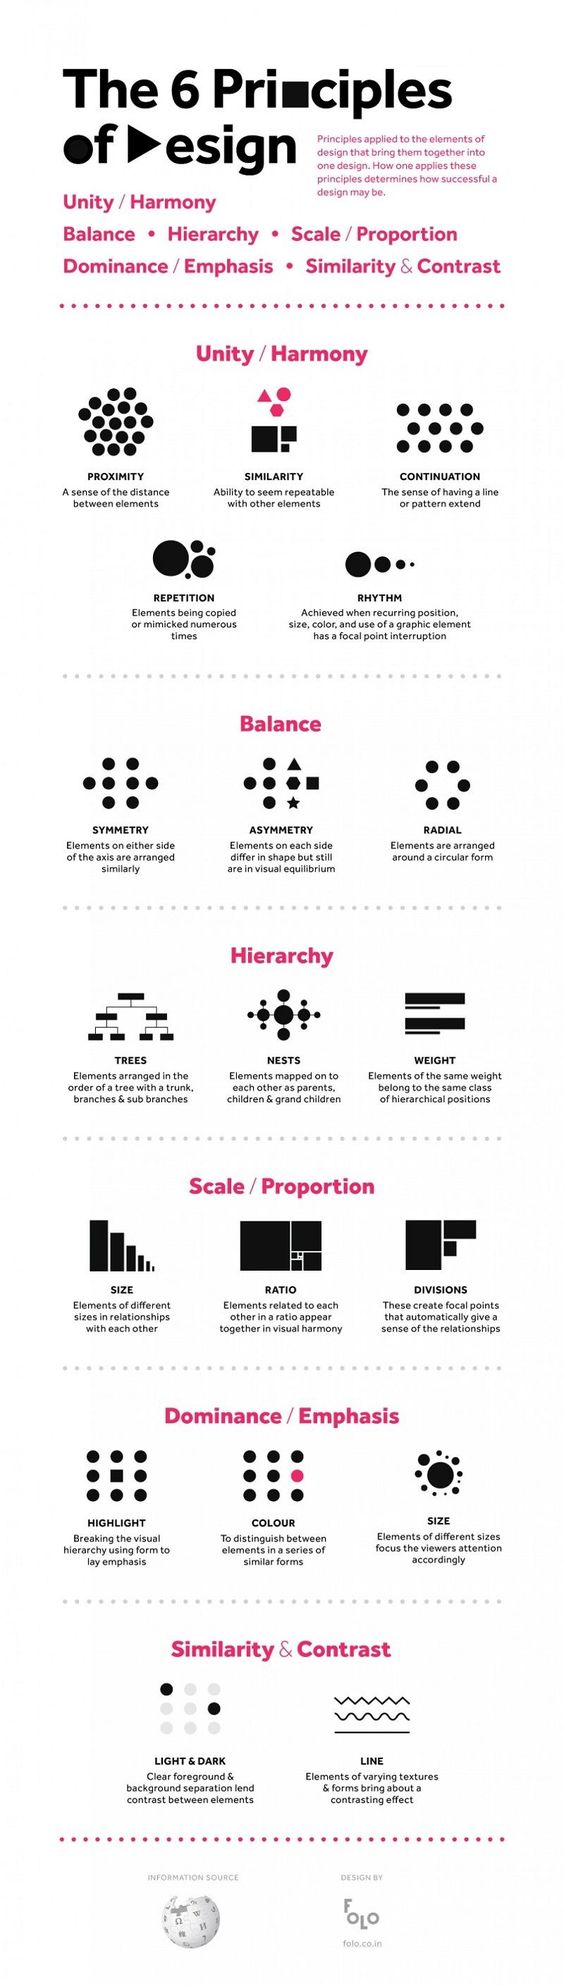 The 6 Principles
of Design
Principles applied to the elements of
design that bring them together into
one design. How one applies these
principles determines how successful a
design may be.
Unity / Harmony
Balance • Hierarchy • Scale / Proportion
Dominance / Emphasis • Similarity & Contrast
Unity / Harmony
PROXIMITY
A sense of the distance
between elements
SIMILARITY
Ability to seem repeatable
with other elements
CONTINUATION
The sense of having a line
or pattern extend
REPETITION
Elements being copied
or mimicked numerous
times
RHYTHM
Achieved when recurring position,
size, color, and use of a graphic element
has a focal point interruption
Balance
SYMMETRY
Elements on either side
of the axis are arranged
similarly
ASYMMETRY
Elements on each side
differ in shape but still
are in visual equilibrium
RADIAL
Elements are arranged
around a circular form
Hierarchy
TREES
Elements arranged in the
order of a tree with a trunk,
branches & sub branches
NESTS
Elements mapped on to
each other as parents,
children & grand children
WEIGHT
Elements of the same weight
belong to the same class
of hierarchical positions
Scale / Proportion
SIZE
Elements of different
sizes in relationships
with each other
RATIO
Elements related to each
other in a ratio appear
together in visual harmony
DIVISIONS
These create focal points
that automatically give a
sense of the relationships
Dominance / Emphasis
HIGHLIGHT
Breaking the visual
hierarchy using form to
lay emphasis
COLOUR
To distinguish between
elements in a series of
similar forms
SIZE
Elements of different sizes
focus the viewers attention
accordingly
Similarity & Contrast
LIGHT & DARK
Clear foreground &
background separation lend
contrast between elements
LINE
Elements of varying textures
& forms bring about a
contrasting effect
INFORMATION SOURCE
DESIGN BY
FOLO
folo.co.in